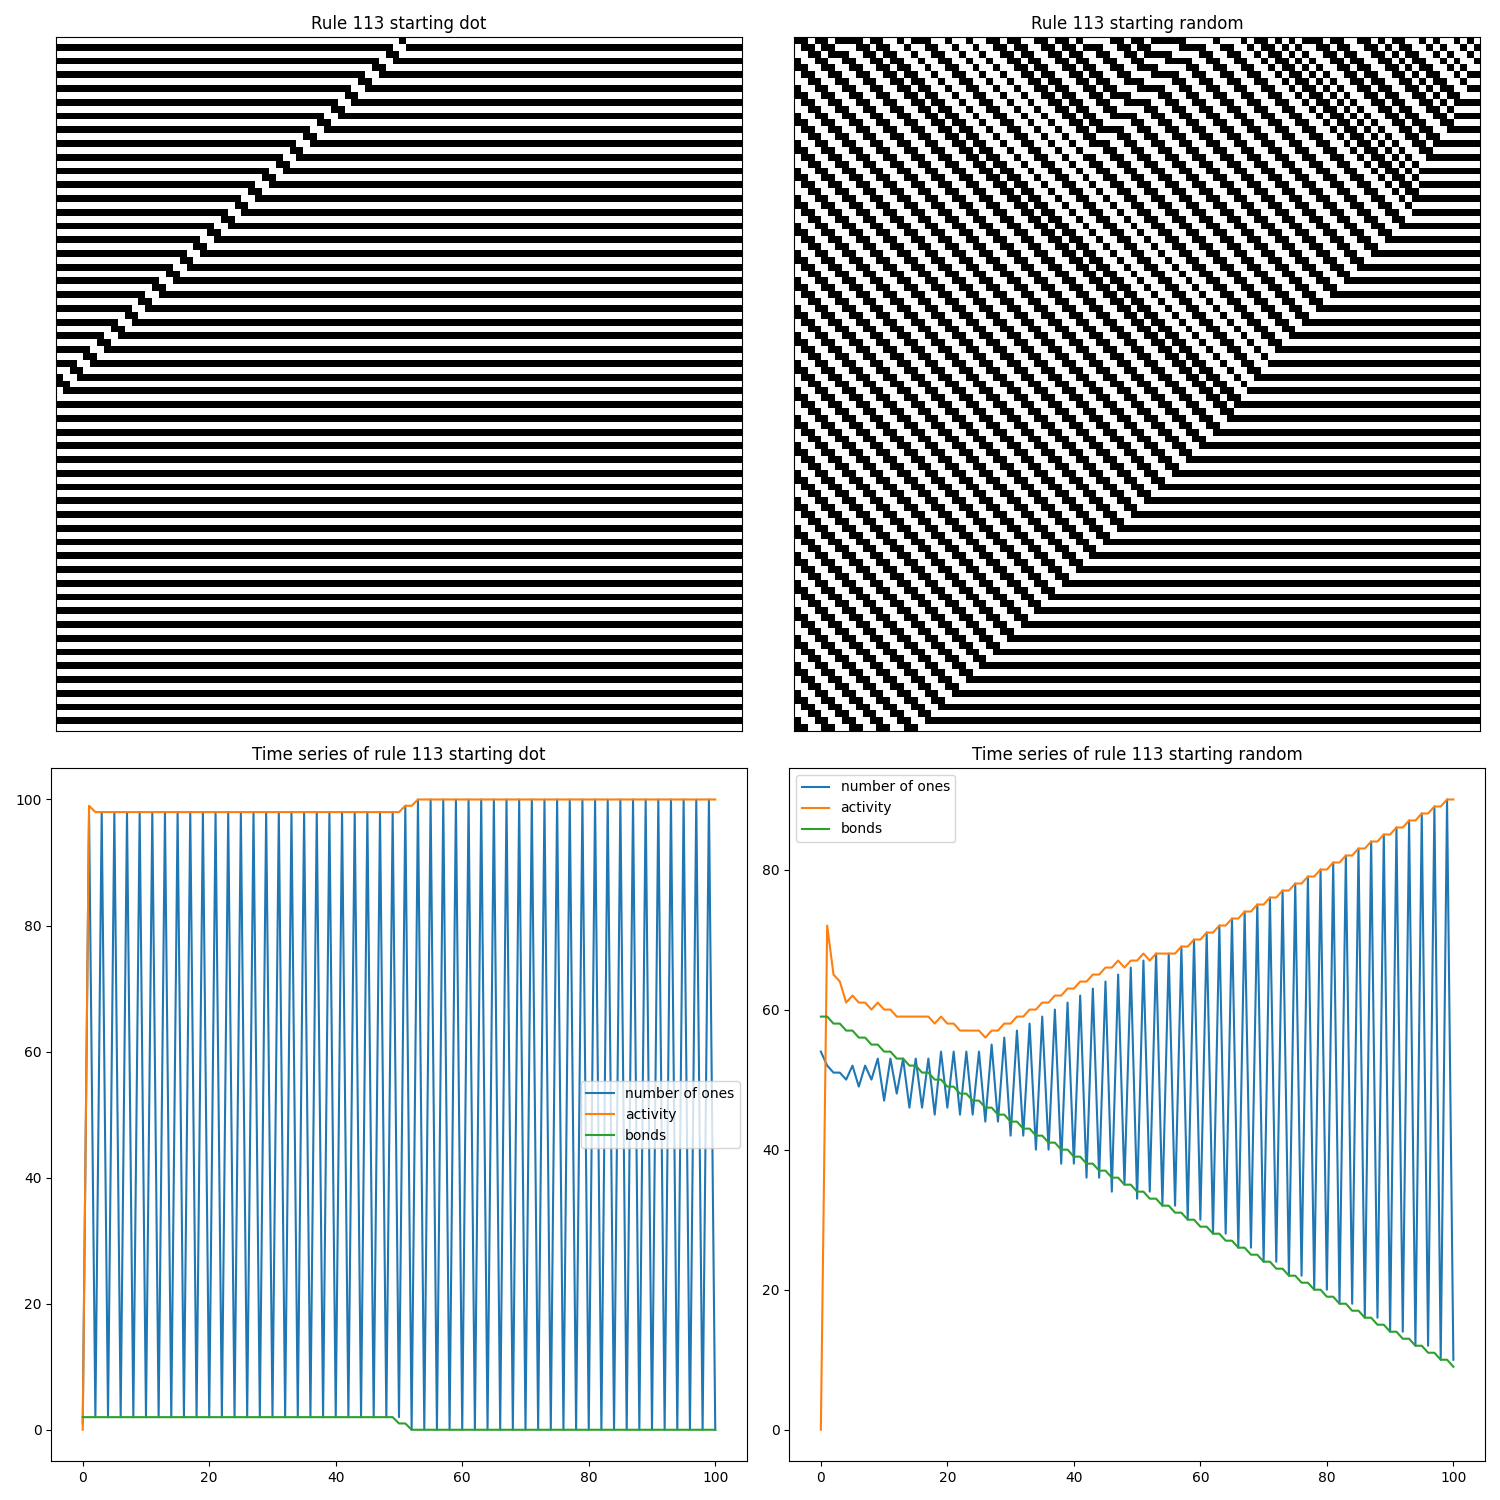 Rule 113 starting dot
Rule 113 starting random
Time series of rule 113 starting dot
100
80
60
40
20
0
0 20 40 60 80 100
number of ones
activity
bonds
Time series of rule 113 starting random
80
60
40
20
0
0 20 40 60 80 100
number of ones
activity
bonds